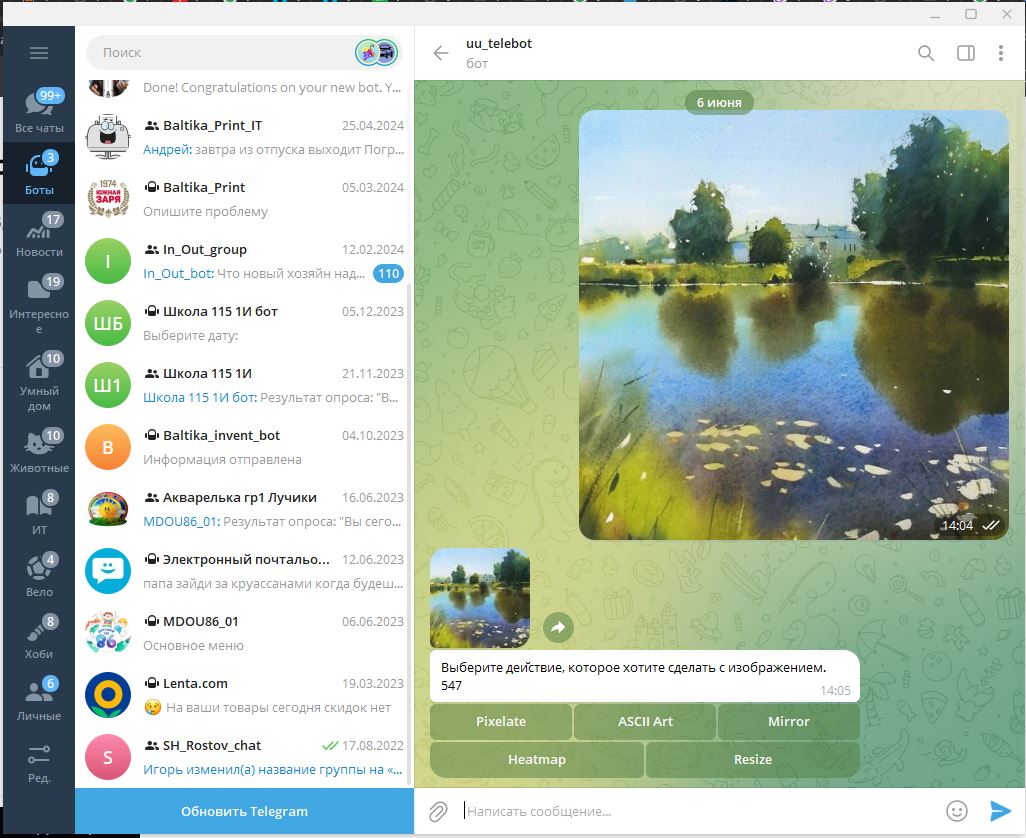 99+
Все чаты
3
Боты
17
Новости
19
Интересно
е
10
Умный
дом
10
Животные
8
ИТ
4
Вело
8
Хоби
6
Личные
Ред.
Поиск
Done! Congratulations on your new bot. Y...
Baltika_Print_IT 25.04.2024
Андрей: завтра из отпуска выходит Погр...
1974
ЮЖНАЯ
ЗАРЯ
Baltika_Print 05.03.2024
Опишите проблему
I
In_Out_group 12.02.2024
In_Out_bot: Что новый хозяйн над... 110
ШБ
Школа 115 1И бот 05.12.2023
Выберите дату:
Ш1
Школа 115 1И 21.11.2023
Школа 115 1И бот: Результат опроса: "В...
B
Baltika_invent_bot 04.10.2023
Информация отправлена
Акварелька гр1 Лучики 16.06.2023
MDOU86_01: Результат опроса: "Вы сего...
Электронный почтальо... 12.06.2023
папа зайди за круассанами когда будеш...
86
MDOU86_01 06.06.2023
Основное меню
Lenta.com 19.03.2023
😢 На ваши товары сегодня скидок нет
S
SH_Rostov_chat 17.08.2022
Игорь изменил(а) название группы на «...
Обновить Telegram
uu_telebot
бот
6 июня
14:04
Выберите действие, которое хотите сделать с изображением.
547
14:05
Pixelate ASCII Art Mirror
Heatmap Resize
Написать сообщение...